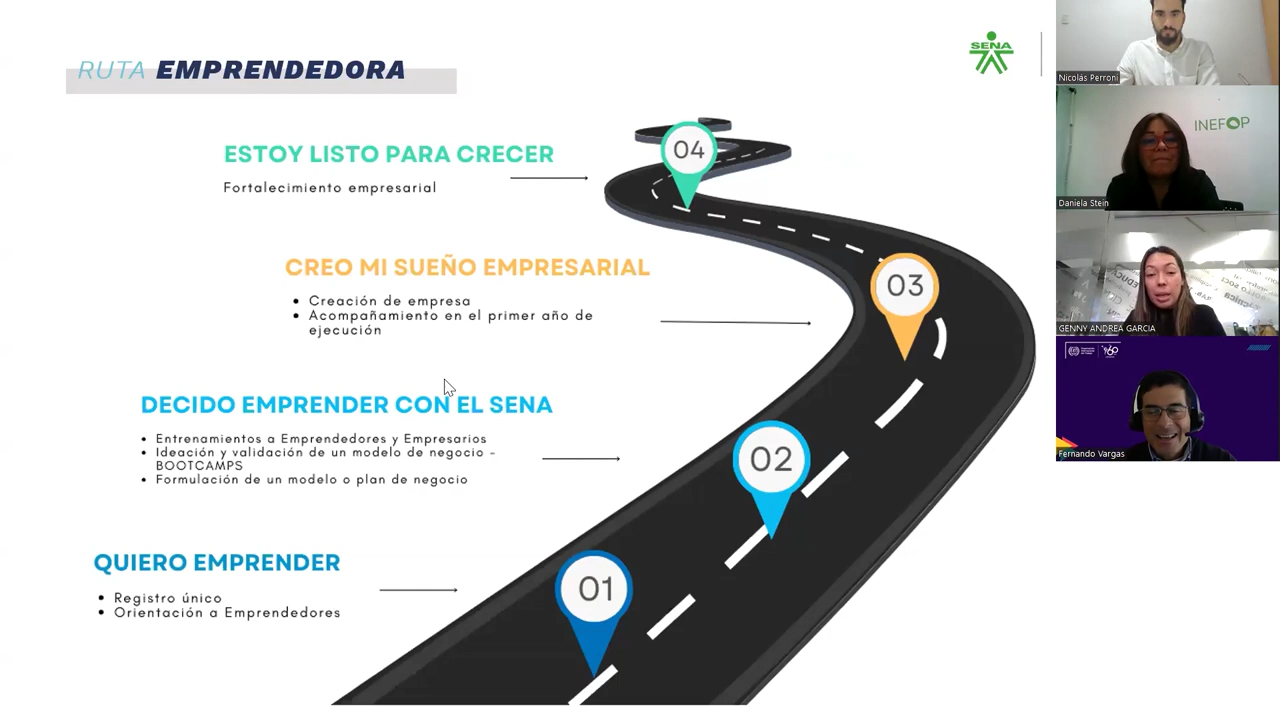 RUTA EMPRENDEDORA
SENA
ESTOY LISTO PARA CRECER
Fortalecimiento empresarial
04
CREO MI SUEÑO EMPRESARIAL
• Creación de empresa
• Acompañamiento en el primer año de
ejecución
03
DECIDO EMPRENDER CON EL SENA
• Entrenamientos a Emprendedores y Empresarios
• Ideación y validación de un modelo de negocio -
BOOTCAMPS
• Formulación de un modelo o plan de negocio
02
QUIERO EMPRENDER
• Registro único
• Orientación a Emprendedores
01
Nicolás Perroni
INEFOP
Daniela Stein
GENNY ANDREA GARCIA
60
Fernando Vargas